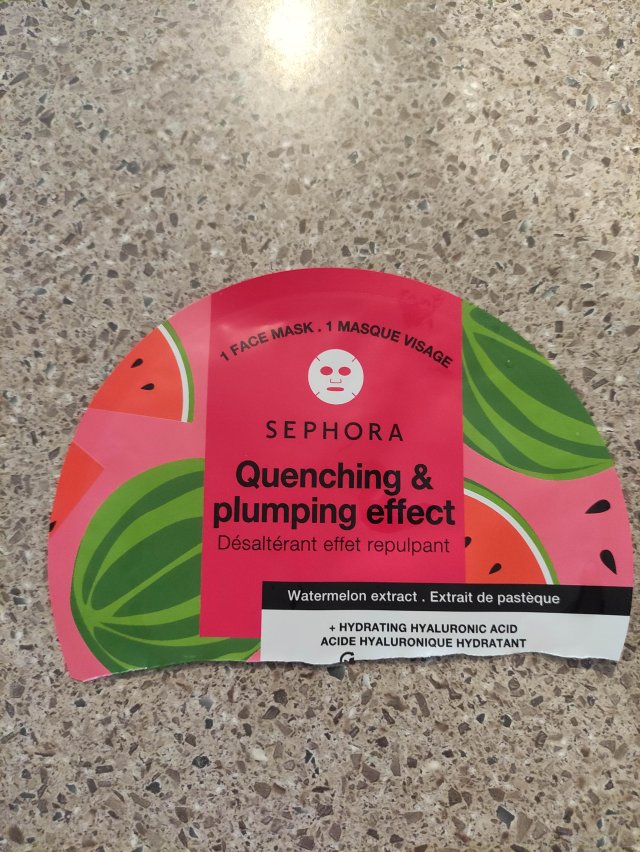 1 FACE MASK . 1 MASQUE VISAGE
SEPHORA
Quenching &
plumping effect
Désaltérant effet repulpant
Watermelon extract . Extrait de pastèque
+ HYDRATING HYALURONIC ACID
ACIDE HYALURONIQUE HYDRATANT